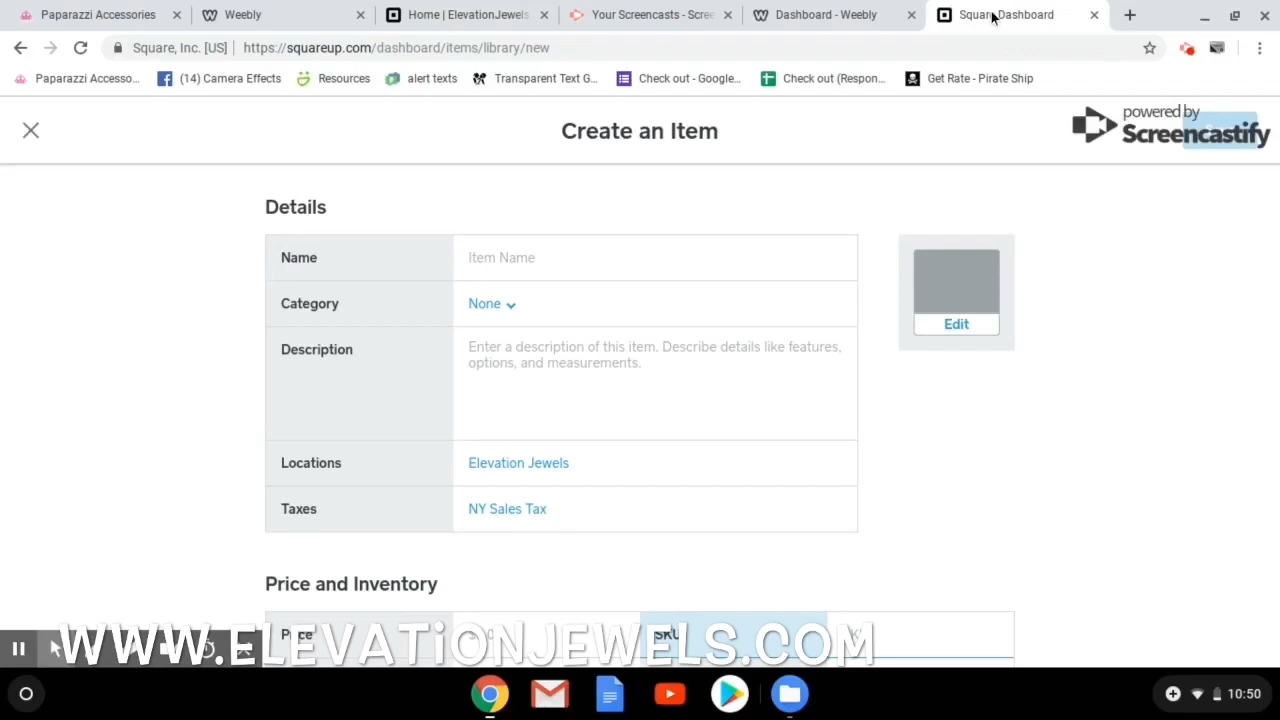 Paparazzi Accessories
Weebly
Home | ElevationJewels
Your Screencasts - Scree
Dashboard - Weebly
Square Dashboard
Square, Inc. [US]
https://squareup.com/dashboard/items/library/new
Paparazzi Accesso...
(14) Camera Effects
Resources
alert texts
Transparent Text G...
Check out - Google...
Check out (Respon...
Get Rate - Pirate Ship
Create an Item
powered by
Screencastify
Details
Name
Item Name
Category
None
Description
Enter a description of this item. Describe details like features,
options, and measurements.
Locations
Elevation Jewels
Taxes
NY Sales Tax
Edit
Price and Inventory
Price
SKU
WWW.ELEVATiONJEWELS.COM
10:50